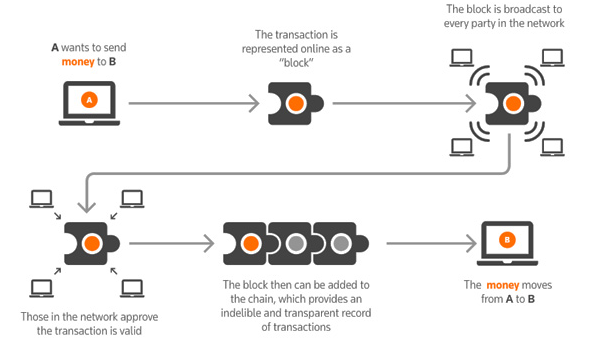 A wants to send
money to B
A
The transaction is
represented online as a
"block"
The block is broadcast to
every party in the network
Those in the network approve
the transaction is valid
The block then can be added to
the chain, which provides an
indelible and transparent record
of transactions
B
The money moves
from A to B